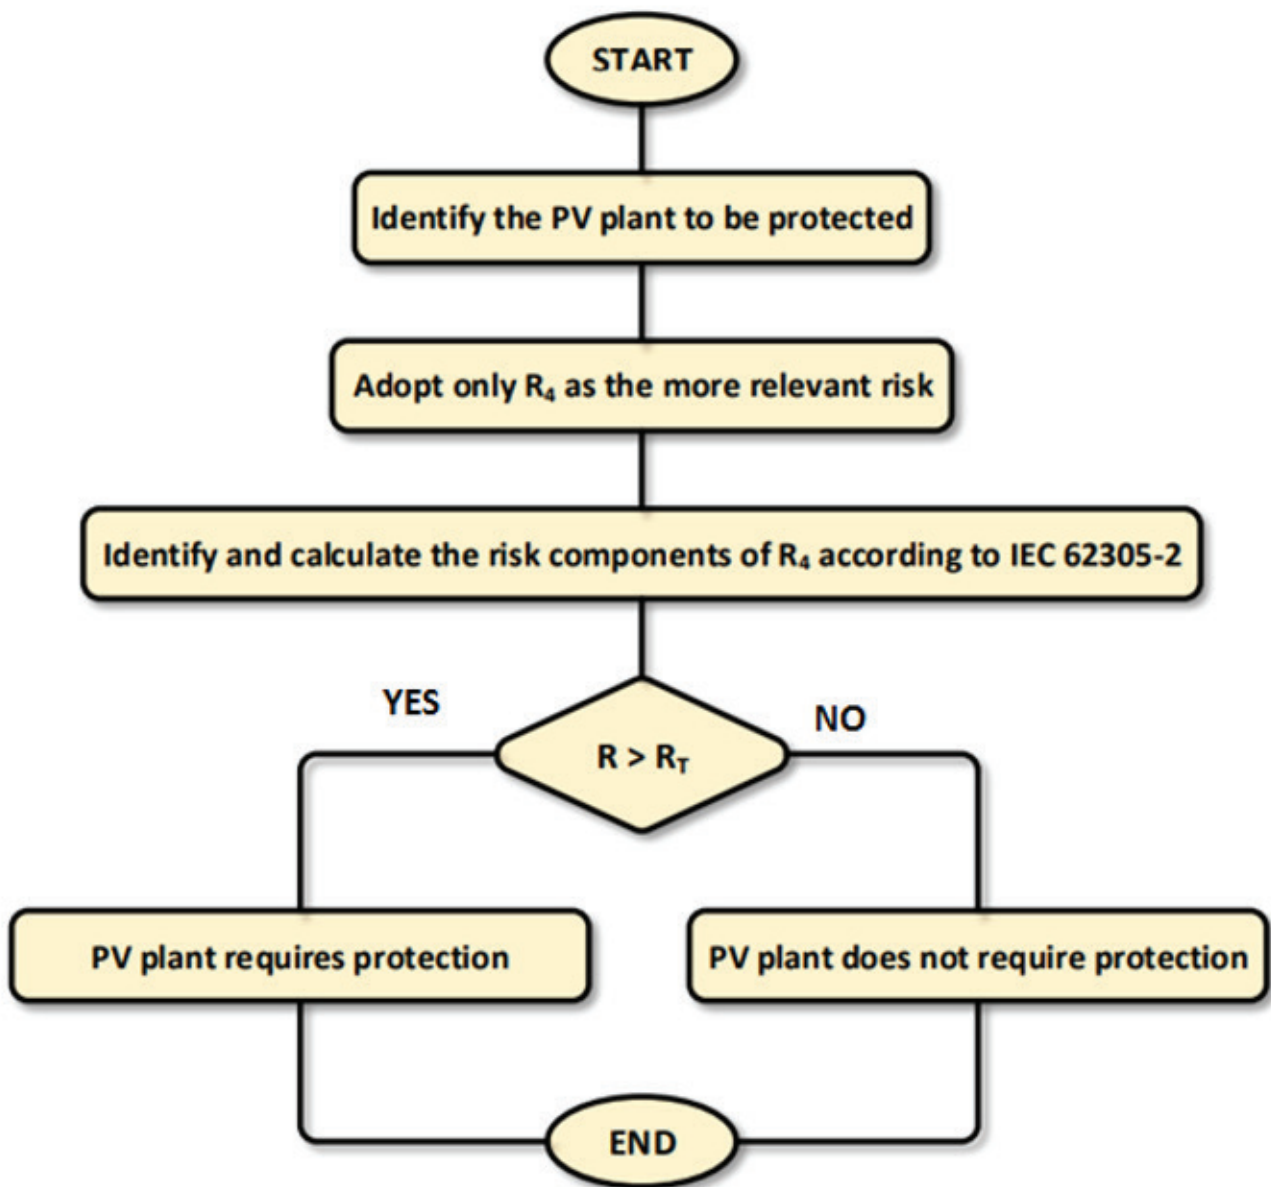 START
Identify the PV plant to be protected
Adopt only R₄ as the more relevant risk
Identify and calculate the risk components of R₄ according to IEC 62305-2
YES
NO
R > R_T
PV plant requires protection
PV plant does not require protection
END